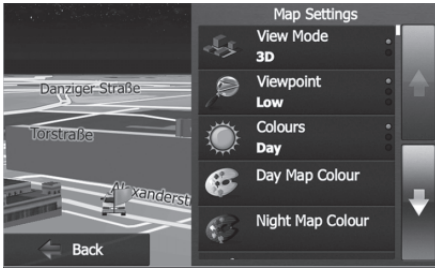 Map Settings
View Mode
3D
Viewpoint
Low
Colours
Day
Day Map Colour
Night Map Colour
Danziger Straße
Torstraße
Alexanderst
Back